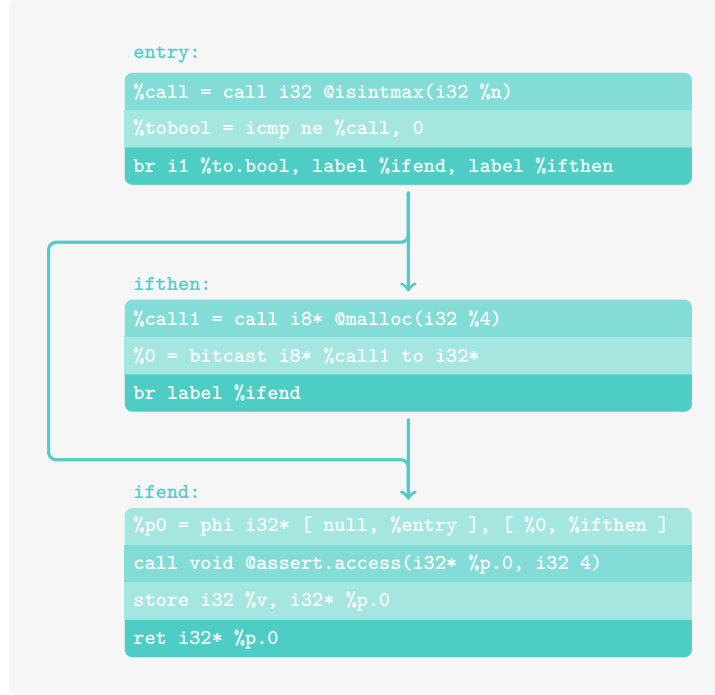 entry:
%call = call i32 @isintmax(i32 %n)
%tobool = icmp ne %call, 0
br i1 %to.bool, label %ifend, label %ifthen
ifthen:
%call1 = call i8* @malloc(i32 %4)
%0 = bitcast i8* %call1 to i32*
br label %ifend
ifend:
%p0 = phi i32* [ null, %entry ], [ %0, %ifthen ]
call void @assert.access(i32* %p.0, i32 4)
store i32 %v, i32* %p.0
ret i32* %p.0